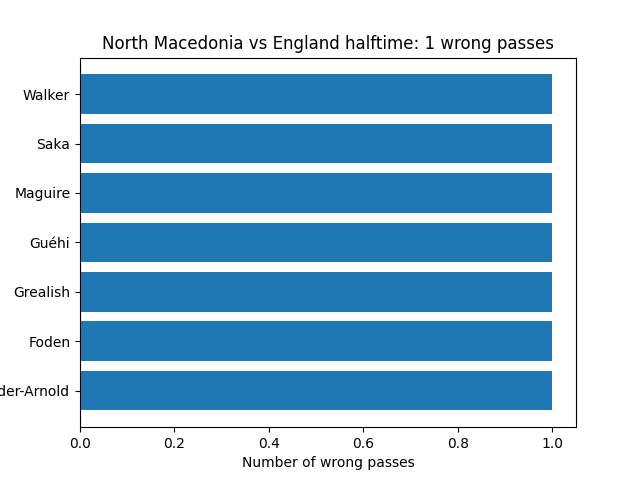 North Macedonia vs England halftime: 1 wrong passes
Walker
Saka
Maguire
Guéhi
Grealish
Foden
der-Arnold
0.0 0.2 0.4 0.6 0.8 1.0
Number of wrong passes